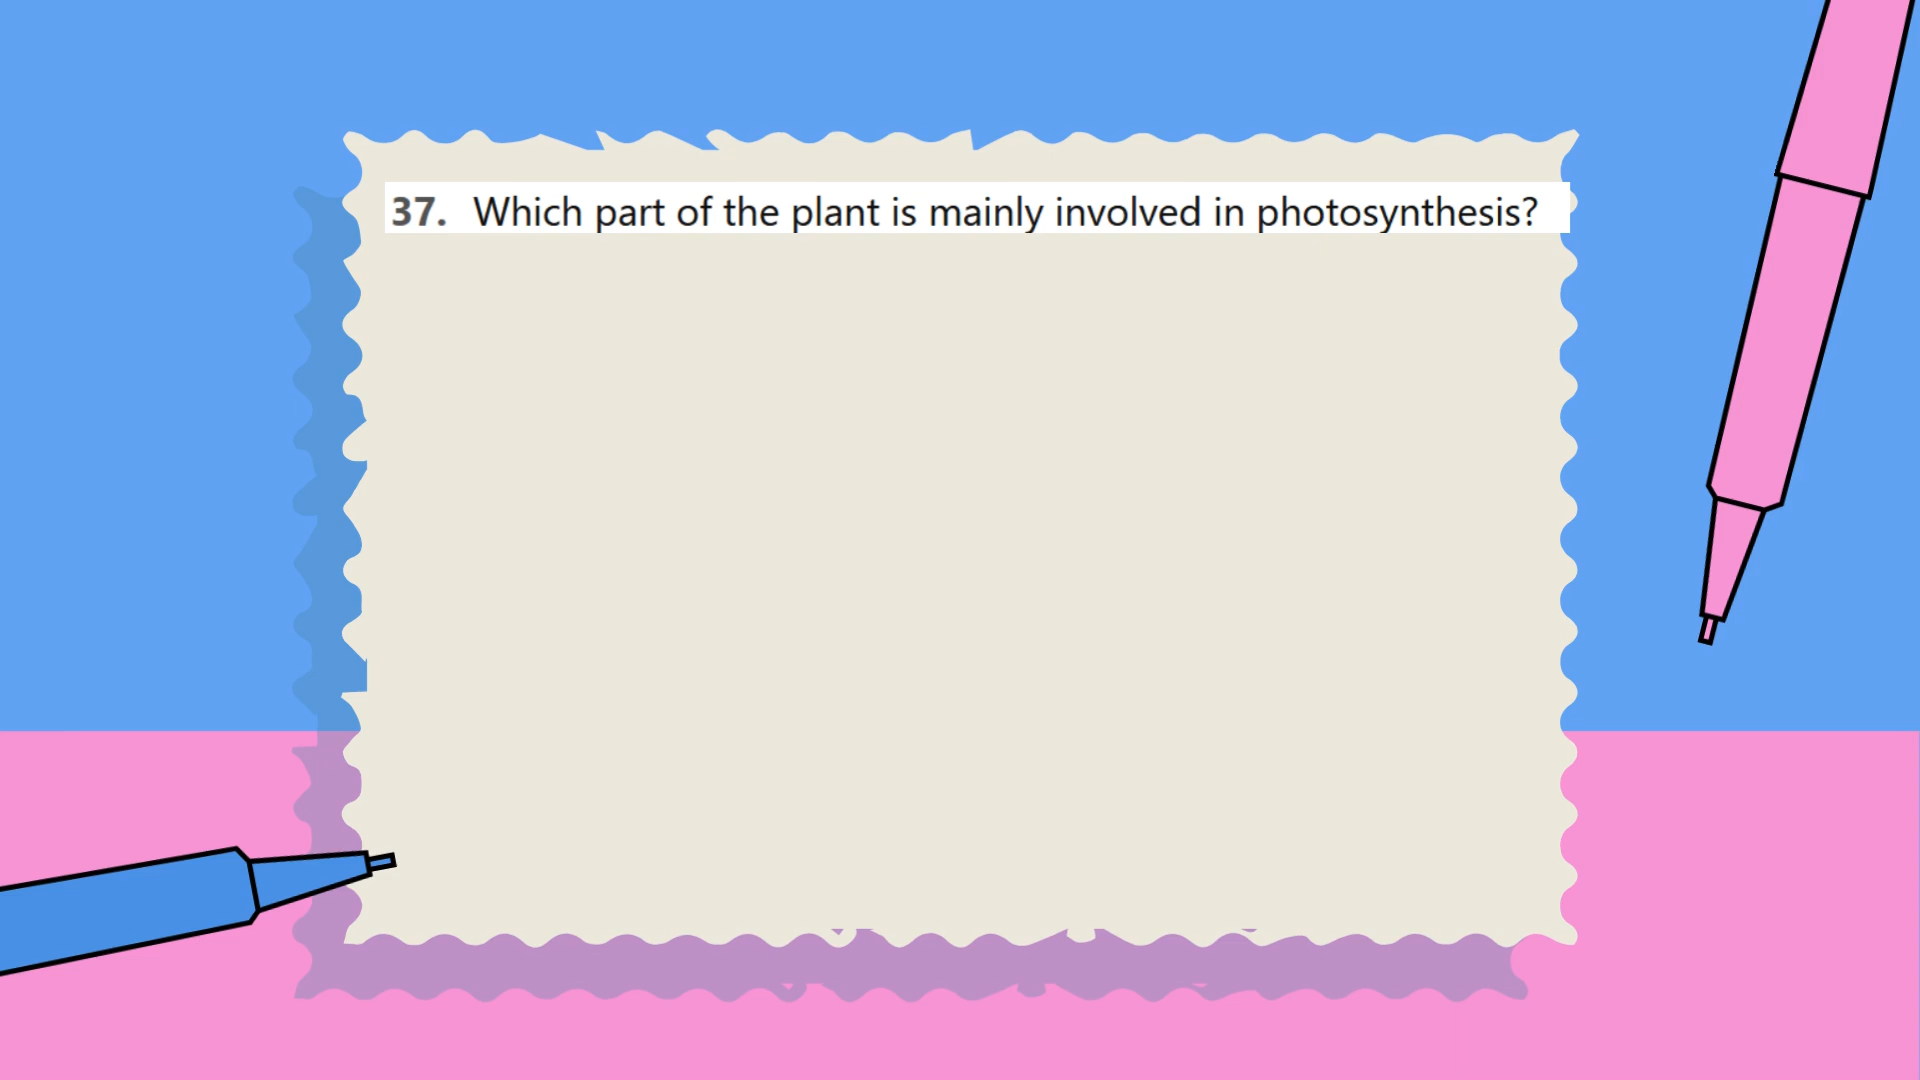 37. Which part of the plant is mainly involved in photosynthesis?